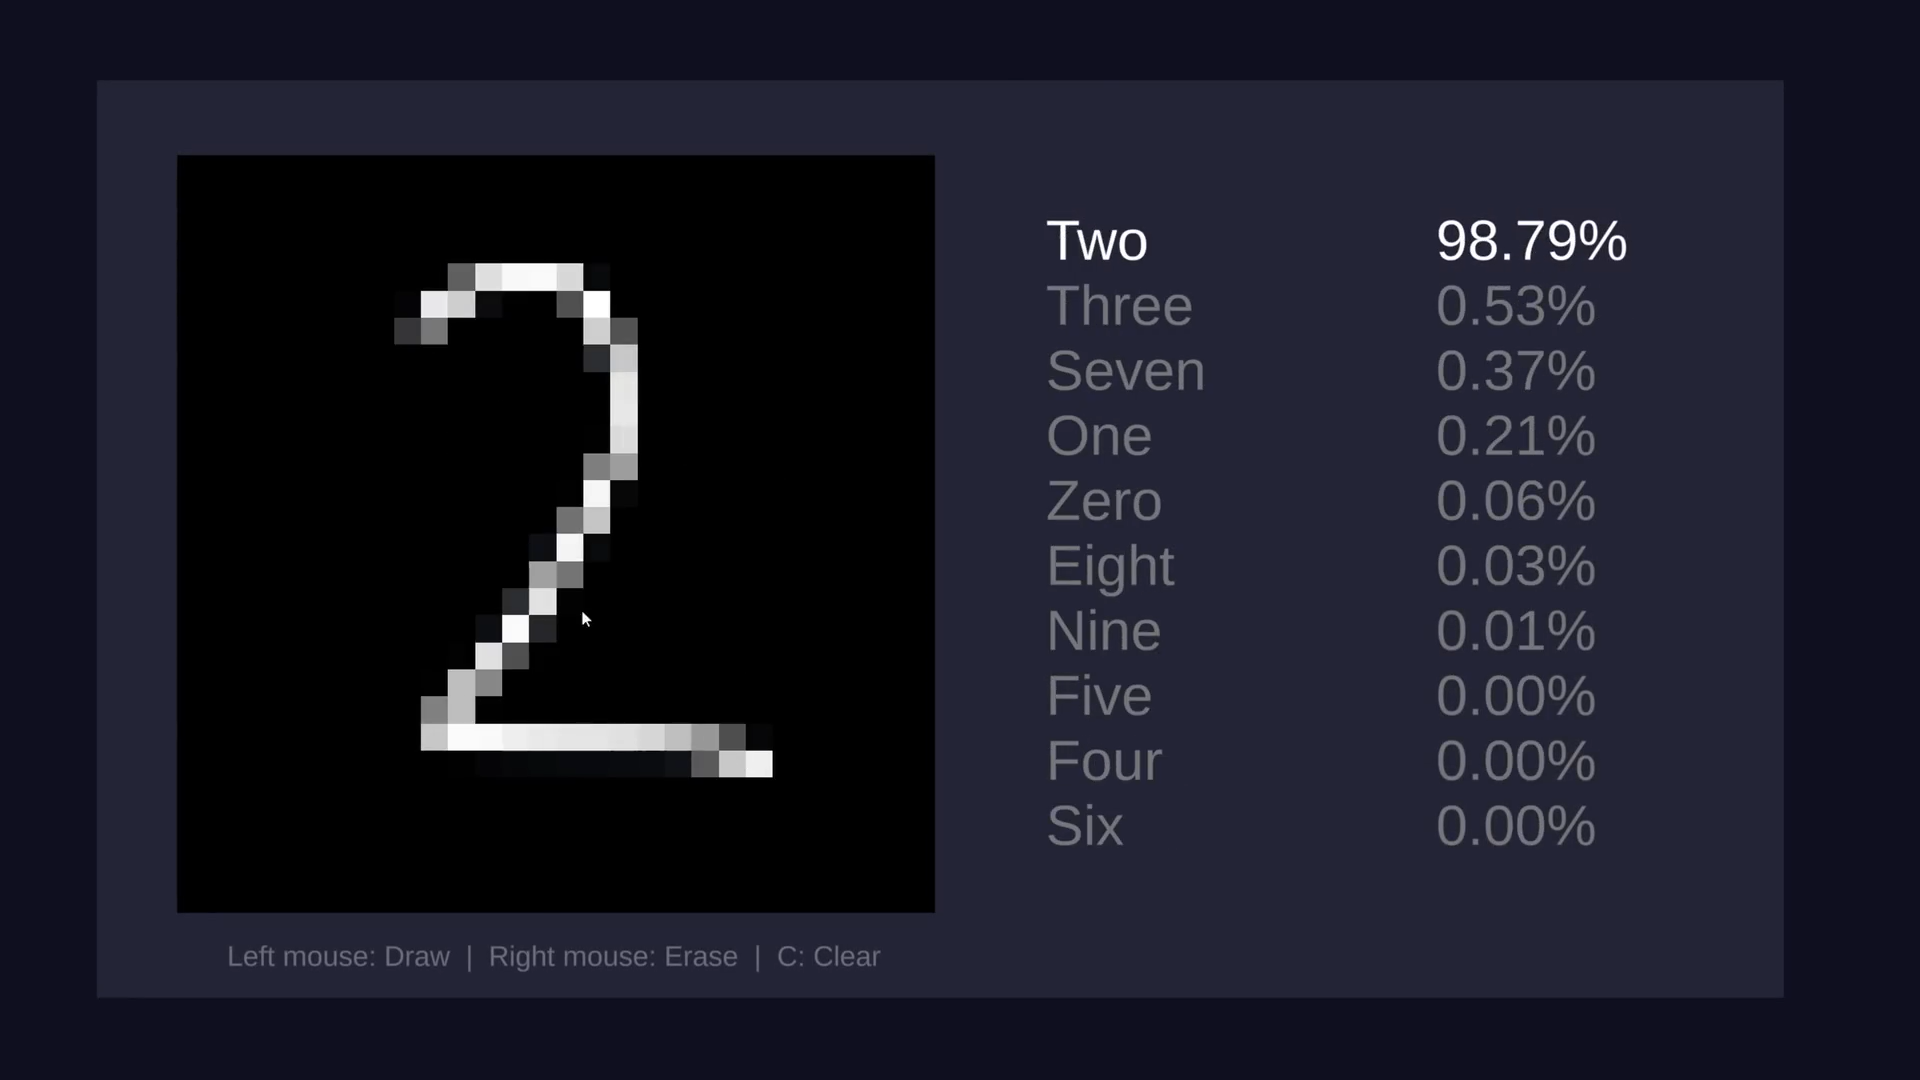 2
Two 98.79%
Three 0.53%
Seven 0.37%
One 0.21%
Zero 0.06%
Eight 0.03%
Nine 0.01%
Five 0.00%
Four 0.00%
Six 0.00%
Left mouse: Draw | Right mouse: Erase | C: Clear